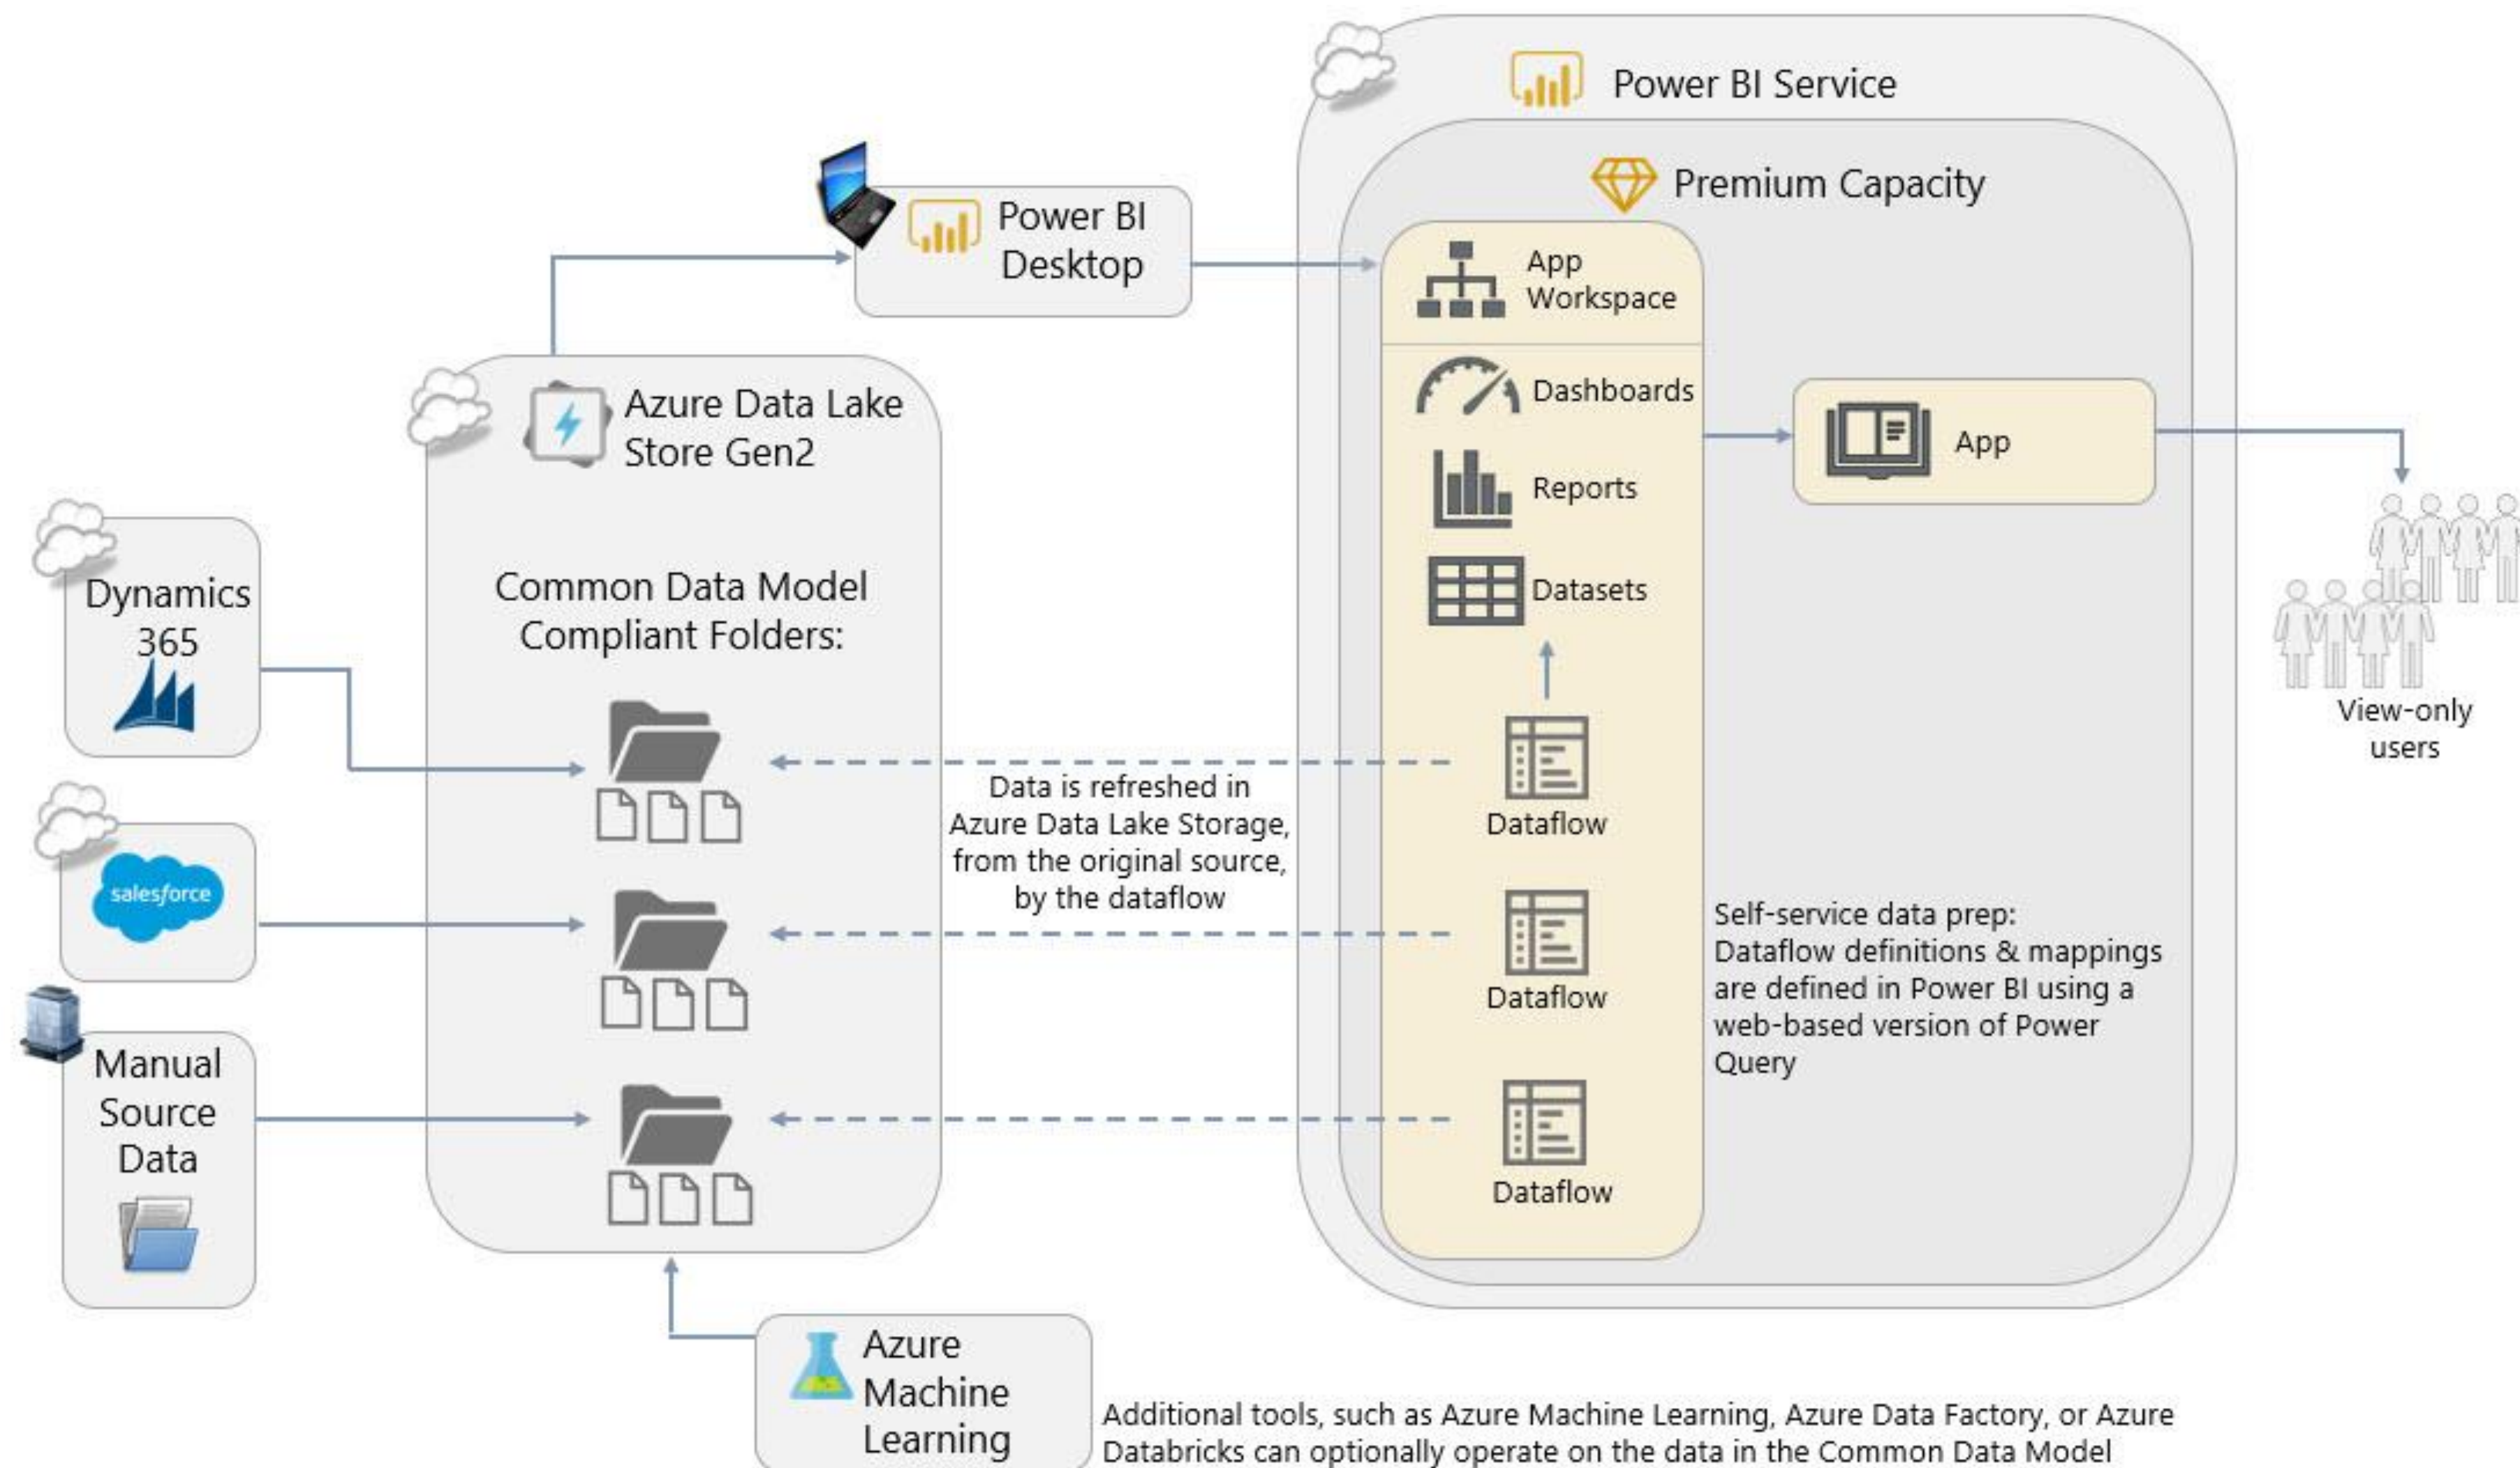 Power BI Service
Premium Capacity
Power BI
Desktop
App
Workspace
Dashboards
Reports
Datasets
App
View-only
users
Azure Data Lake
Store Gen2
Common Data Model
Compliant Folders:
Dynamics
365
salesforce
Manual
Source
Data
Data is refreshed in
Azure Data Lake Storage,
from the original source,
by the dataflow
Dataflow
Dataflow
Dataflow
Self-service data prep:
Dataflow definitions & mappings
are defined in Power BI using a
web-based version of Power
Query
Azure
Machine
Learning
Additional tools, such as Azure Machine Learning, Azure Data Factory, or Azure
Databricks can optionally operate on the data in the Common Data Model